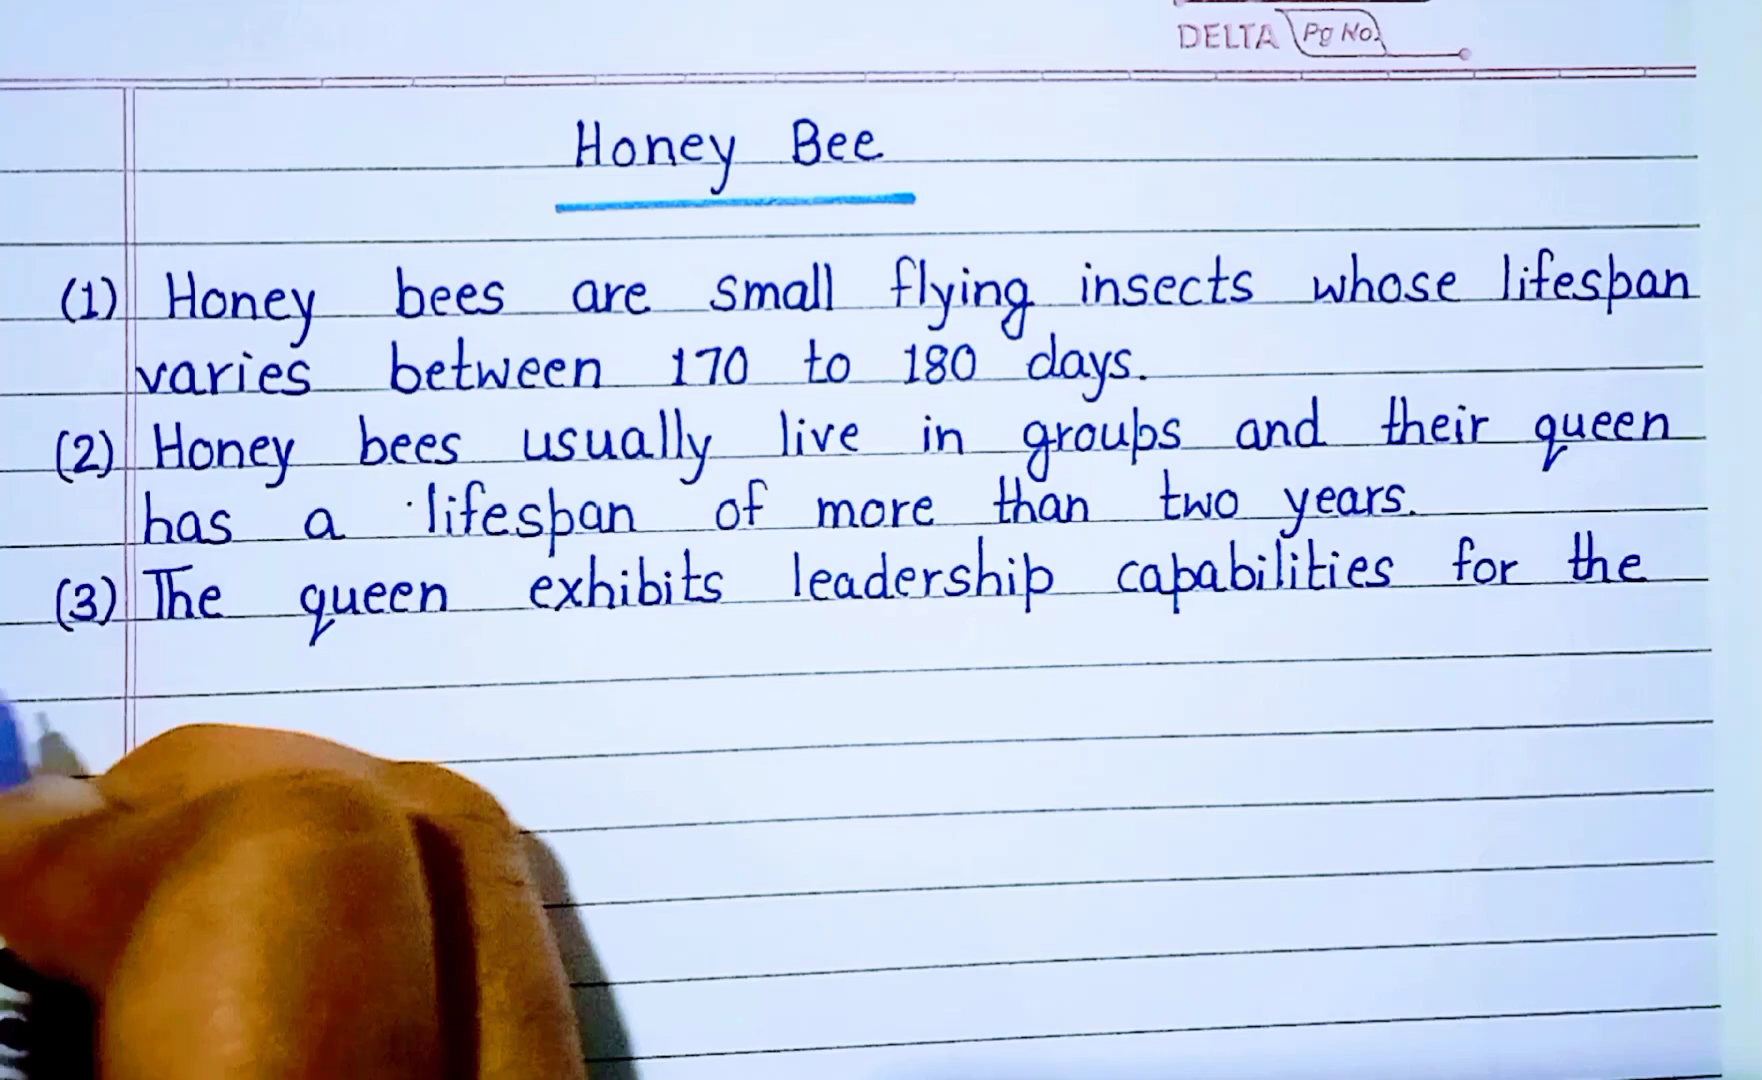 DELTA Pg No.
Honey Bee
(1) Honey bees are small flying insects whose lifespan
varies between 170 to 180 days.
(2) Honey bees usually live in groups and their queen
has a lifespan of more than two years.
(3) The queen exhibits leadership capabilities for the